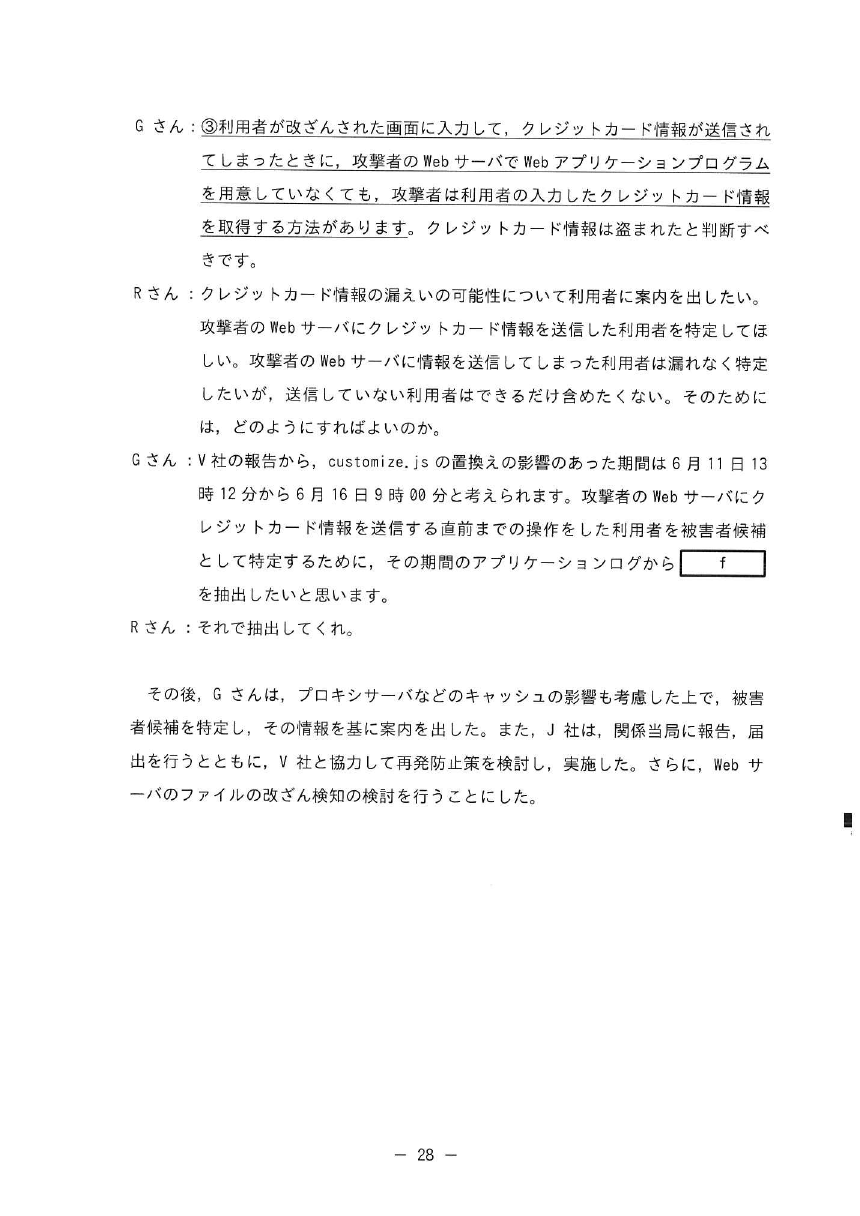 G さん：③利用者が改ざんされた画面に入力して，クレジットカード情報が送信され
てしまったときに，攻撃者の Web サーバで Web アプリケーションプログラム
を用意していなくても，攻撃者は利用者の入力したクレジットカード情報
を取得する方法があります。クレジットカード情報は盗まれたと判断すべ
きです。
R さん ：クレジットカード情報の漏えいの可能性について利用者に案内を出したい。
攻撃者の Web サーバにクレジットカード情報を送信した利用者を特定してほ
しい。攻撃者の Web サーバに情報を送信してしまった利用者は漏れなく特定
したいが，送信していない利用者はできるだけ含めたくない。そのために
は，どのようにすればよいのか。
G さん ：V 社の報告から，customize.js の置換えの影響のあった期間は 6 月 11 日 13
時 12 分から 6 月 16 日 9 時 00 分と考えられます。攻撃者の Web サーバにク
レジットカード情報を送信する直前までの操作をした利用者を被害者候補
として特定するために，その期間のアプリケーションログから f
を抽出したいと思います。
R さん ：それで抽出してくれ。
その後，G さんは，プロキシサーバなどのキャッシュの影響も考慮した上で，被害
者候補を特定し，その情報を基に案内を出した。また，J 社は，関係当局に報告，届
出を行うとともに，V 社と協力して再発防止策を検討し，実施した。さらに，Web サ
ーバのファイルの改ざん検知の検討を行うことにした。
－ 28 －